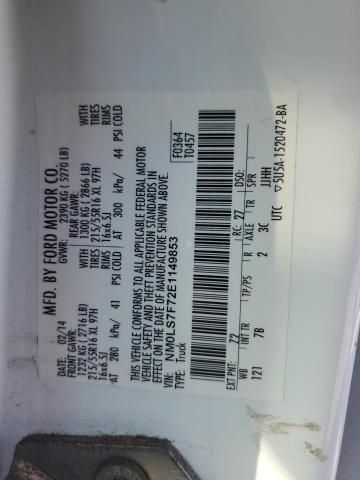 MFD. BY FORD MOTOR CO.
DATE: 02/14 GVWR: 2390 KG ( 5270 LB)
FRONT GAWR: REAR GAWR: WITH
1232 KG ( 2716 LB) 1300 KG ( 2866 LB) TIRES
215/55R16 XL 97H WITH 215/55R16 XL 97H RIMS
16x6.5J TIRES 16x6.5J
AT 280 kPa/ 41 PSI COLD AT 300 kPa/ 44 PSI COLD
THIS VEHICLE CONFORMS TO ALL APPLICABLE FEDERAL MOTOR
VEHICLE SAFETY AND THEFT PREVENTION STANDARDS IN
EFFECT ON THE DATE OF MANUFACTURE SHOWN ABOVE.
VIN: NM0LS7F72E1149853
TYPE: Truck
F0364
T0457
EXT PNT: Z2 RC: 27 DSO:
WB INT TR TP/PS R AXLE TR SPR
121 7B 2 3C JJHH
UTC ▽5U5A-1520472-BA